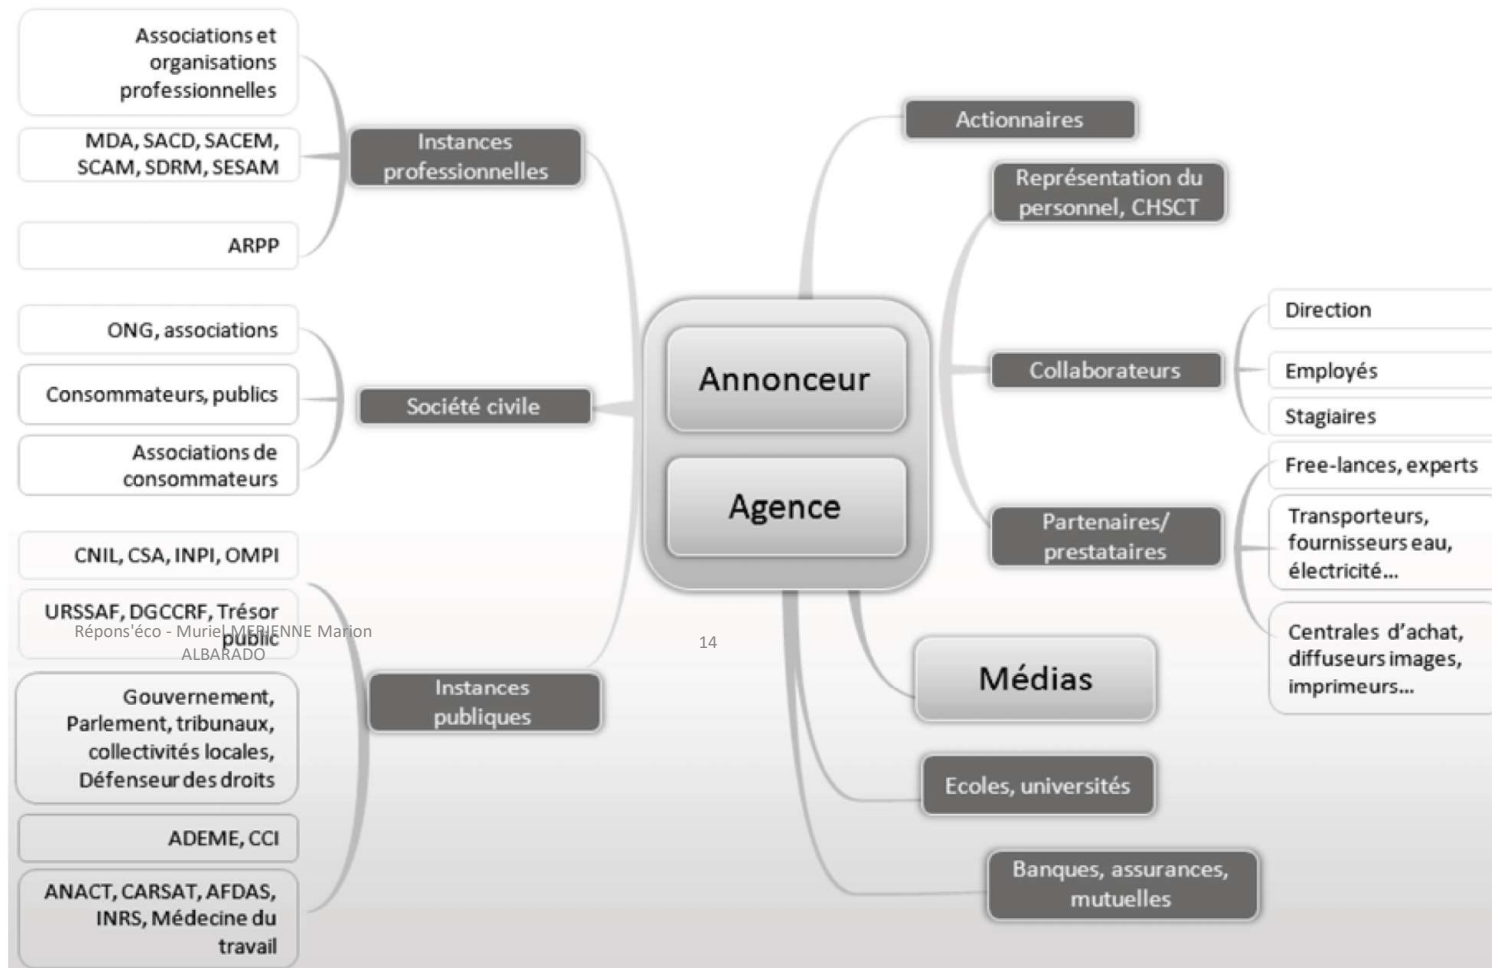 Associations et
organisations
professionnelles
MDA, SACD, SACEM,
SCAM, SDRM, SESAM
ARPP
Instances
professionnelles
ONG, associations
Consommateurs, publics
Associations de
consommateurs
Société civile
CNIL, CSA, INPI, OMPI
URSSAF, DGCCRF, Trésor
public
Répons'éco - Muriel MERIENNE Marion
ALBARADO
Gouvernement,
Parlement, tribunaux,
collectivités locales,
Défenseur des droits
ADEME, CCI
ANACT, CARSAT, AFDAS,
INRS, Médecine du
travail
Instances
publiques
Annonceur
Agence
14
Actionnaires
Représentation du
personnel, CHSCT
Collaborateurs
Direction
Employés
Stagiaires
Partenaires/
prestataires
Free-lances, experts
Transporteurs,
fournisseurs eau,
électricité...
Centrales d'achat,
diffuseurs images,
imprimeurs...
Médias
Ecoles, universités
Banques, assurances,
mutuelles